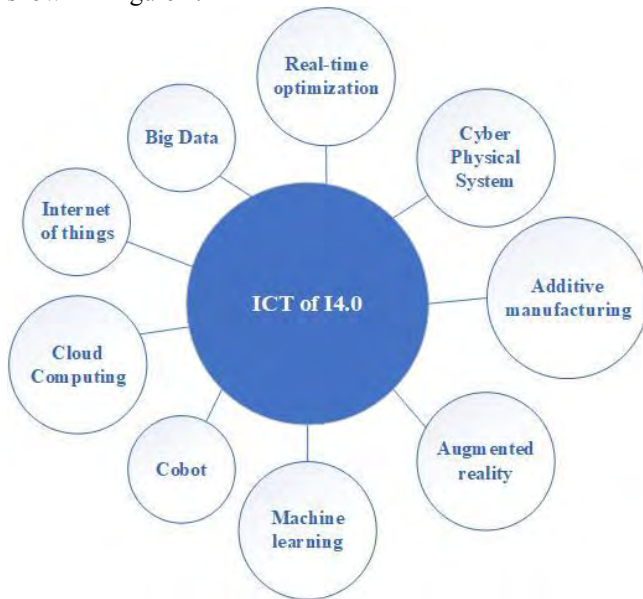 Real-time
optimization
Cyber
Physical
System
Additive
manufacturing
Augmented
reality
Machine
learning
Cobot
Cloud
Computing
Internet
of things
Big Data
ICT of I4.0